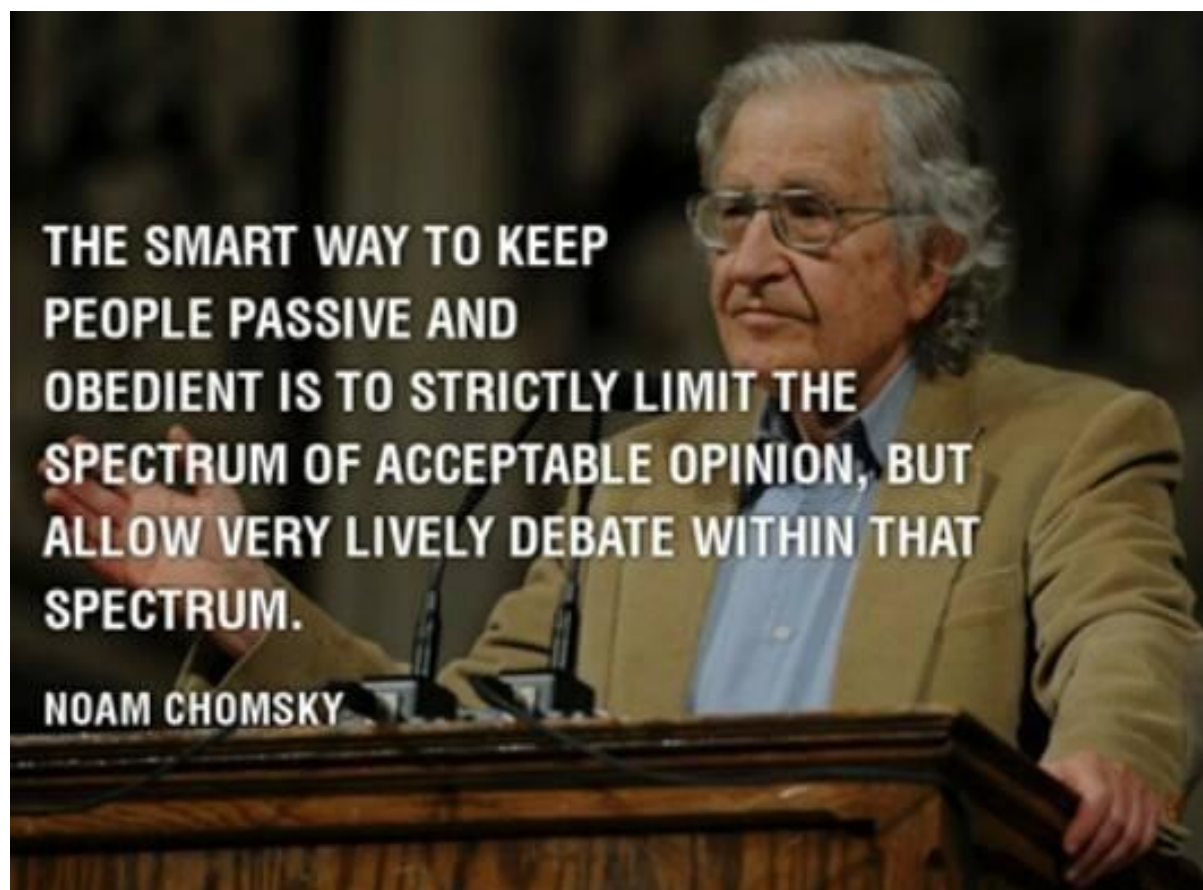 THE SMART WAY TO KEEP
PEOPLE PASSIVE AND
OBEDIENT IS TO STRICTLY LIMIT THE
SPECTRUM OF ACCEPTABLE OPINION, BUT
ALLOW VERY LIVELY DEBATE WITHIN THAT
SPECTRUM.
NOAM CHOMSKY